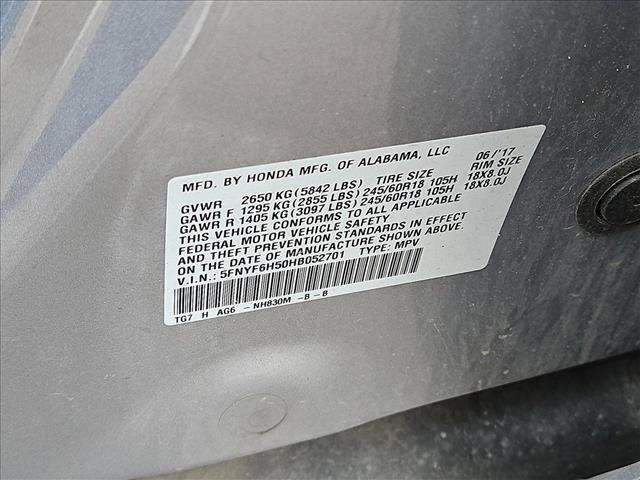 MFD. BY HONDA MFG. OF ALABAMA, LLC 06/'17
GVWR 2650 KG (5842 LBS) TIRE SIZE RIM SIZE
GAWR F 1295 KG (2855 LBS) 245/60R18 105H 18X8.0J
GAWR R 1405 KG (3097 LBS) 245/60R18 105H 18X8.0J
THIS VEHICLE CONFORMS TO ALL APPLICABLE
FEDERAL MOTOR VEHICLE SAFETY
AND THEFT PREVENTION STANDARDS IN EFFECT
ON THE DATE OF MANUFACTURE SHOWN ABOVE.
V.I.N.: 5FNYF6H50HB052701 TYPE: MPV
TG7 H AG6 -NH830M -B-B